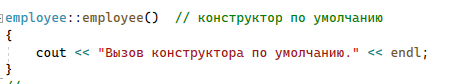 employee::employee()  // конструктор по умолчанию
{
    cout << "Вызов конструктора по умолчанию." << endl;
}